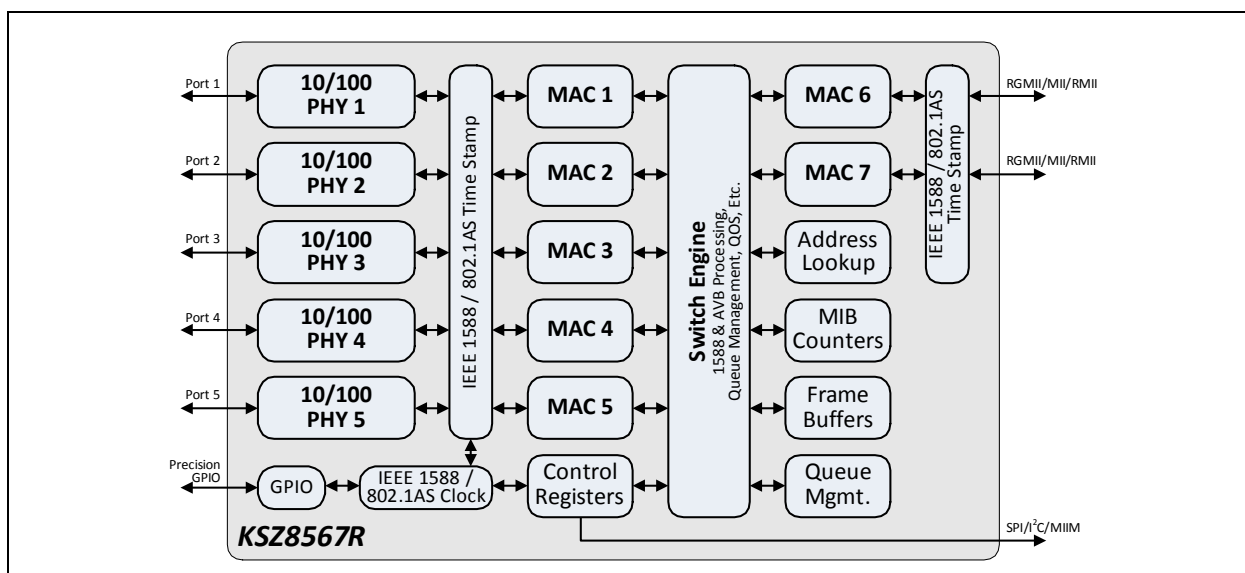 Port 1
10/100
PHY 1
MAC 1
MAC 6
RGMII/MII/RMII
Port 2
10/100
PHY 2
MAC 2
MAC 7
RGMII/MII/RMII
Port 3
10/100
PHY 3
MAC 3
Address
Lookup
Port 4
10/100
PHY 4
MAC 4
MIB
Counters
Port 5
10/100
PHY 5
MAC 5
Frame
Buffers
IEEE 1588 / 802.1AS Time Stamp
Switch Engine
1588 & AVB Processing,
Queue Management, QOS, Etc.
IEEE 1588 / 802.1AS
Time Stamp
Precision
GPIO
GPIO
IEEE 1588 /
802.1AS Clock
Control
Registers
Queue
Mgmt.
KSZ8567R
SPI/I²C/MIIM